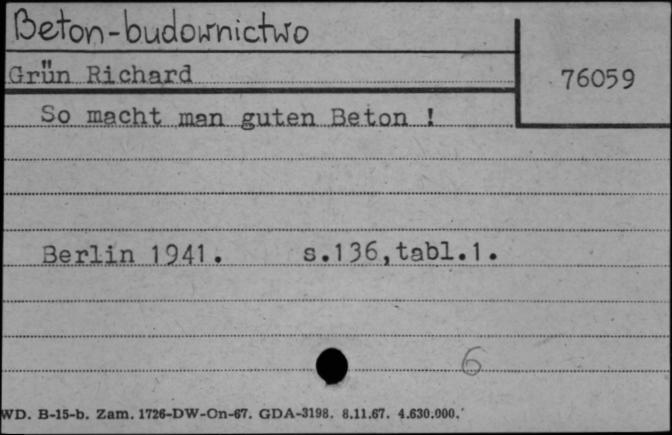 Beton-budownictwo
Grün Richard
76059
So macht man guten Beton !
Berlin 1941. s.136,tabl.1.
6
WD. B-15-b. Zam. 1726-DW-On-67. GDA-3198. 8.11.67. 4.630.000.